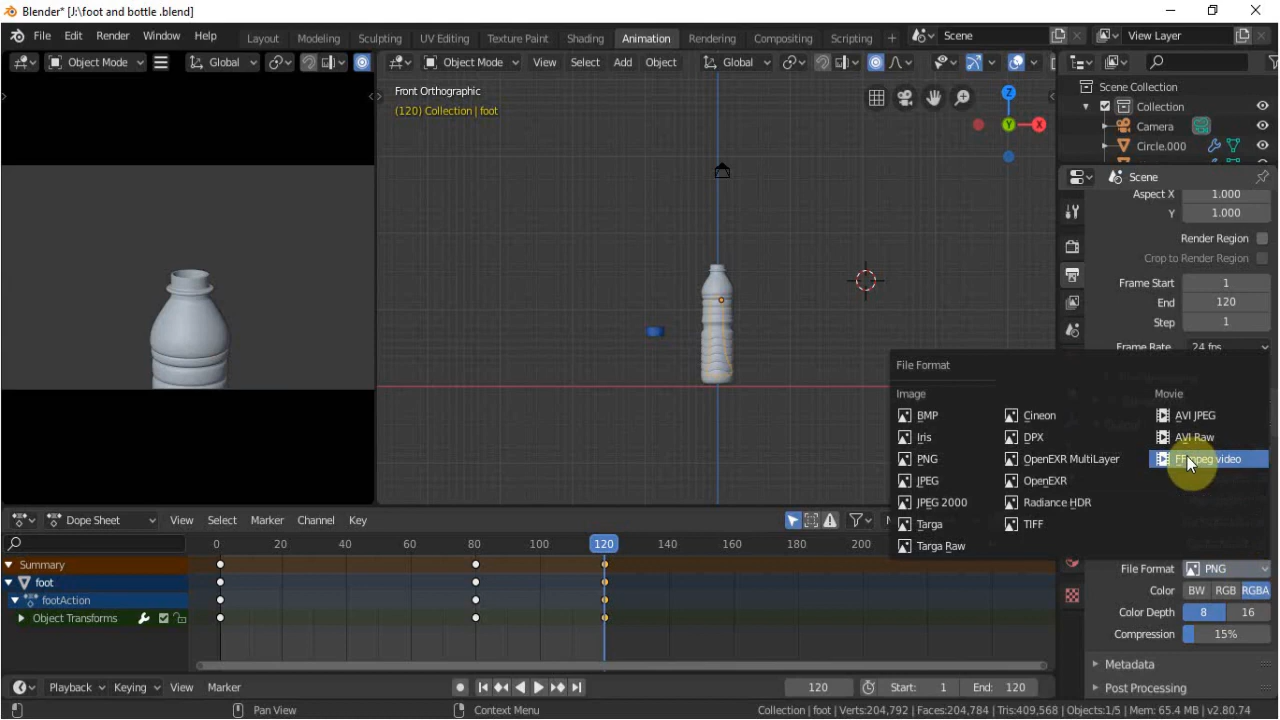 Blender* [J:\foot and bottle .blend]
File Edit Render Window Help Layout Modeling Sculpting UV Editing Texture Paint Shading Animation Rendering Compositing Scripting + Scene View Layer
Object Mode Global Object Mode View Select Add Object Global
Front Orthographic
(120) Collection | foot
Z
Y
X
Scene Collection
Collection
Camera
Circle.000
Scene
Aspect X 1.000
Y 1.000
Render Region
Crop to Render Region
Frame Start 1
End 120
Step 1
Frame Rate 24 fps
File Format
Image Movie
BMP Cineon AVI JPEG
Iris DPX AVI Raw
PNG OpenEXR MultiLayer FFmpeg video
JPEG OpenEXR
JPEG 2000 Radiance HDR
Targa TIFF
Targa Raw
File Format PNG
Color BW RGB RGBA
Color Depth 8 16
Compression 15%
Metadata
Post Processing
Dope Sheet View Select Marker Channel Key
0 20 40 60 80 100 120 140 160 180 200
Summary
foot
footAction
Object Transforms
Playback Keying View Marker 120 Start: 1 End: 120
Pan View Context Menu Collection | foot | Verts:204,792 | Faces:204,784 | Tris:409,568 | Objects:1/5 | Mem: 65.4 MB | v2.80.74